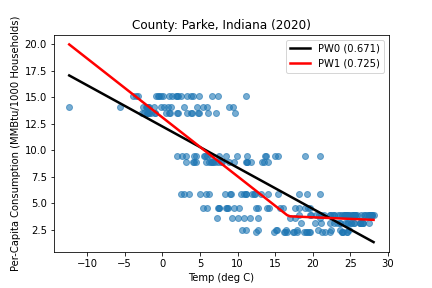 County: Parke, Indiana (2020)
Per-Capita Consumption (MMBtu/1000 Households)
20.0
17.5
15.0
12.5
10.0
7.5
5.0
2.5
PW0 (0.671)
PW1 (0.725)
−10 −5 0 5 10 15 20 25 30
Temp (deg C)